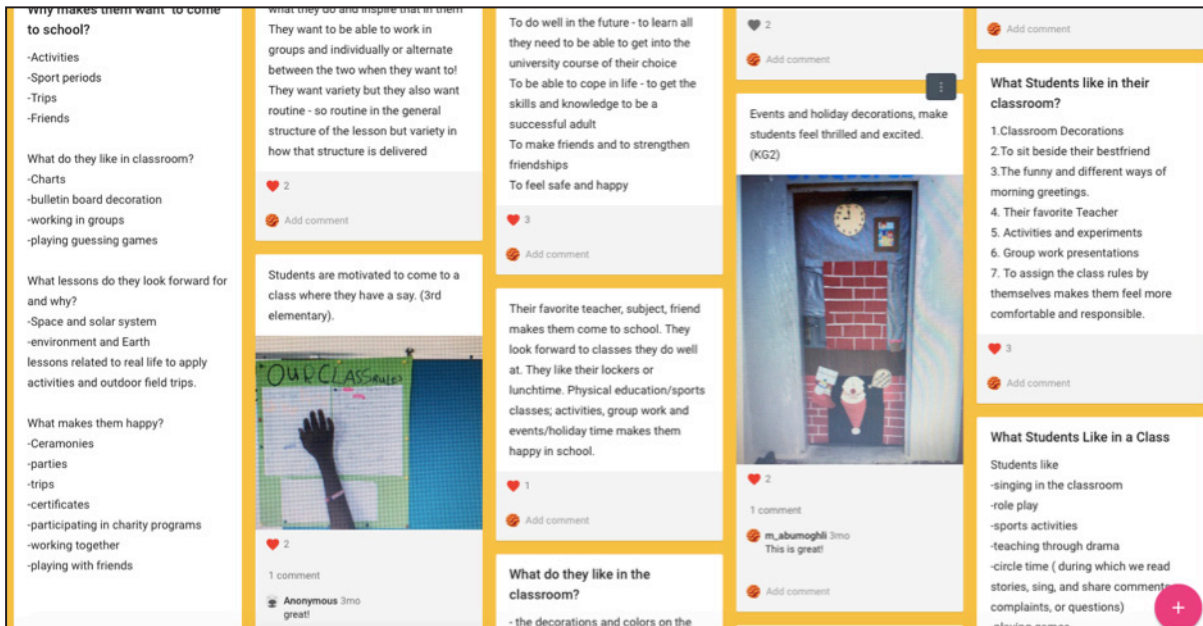 Why makes them want to come
to school?
-Activities
-Sport periods
-Trips
-Friends
What do they like in classroom?
-Charts
-bulletin board decoration
-working in groups
-playing guessing games
What lessons do they look forward for
and why?
-Space and solar system
-environment and Earth
lessons related to real life to apply
activities and outdoor field trips.
What makes them happy?
-Ceramonies
-parties
-trips
-certificates
-participating in charity programs
-working together
-playing with friends
what they do and inspire that in them
They want to be able to work in
groups and individually or alternate
between the two when they want to!
They want variety but they also want
routine - so routine in the general
structure of the lesson but variety in
how that structure is delivered
2
Add comment
Students are motivated to come to a
class where they have a say. (3rd
elementary).
OUR CLASS Rules
2
1 comment
Anonymous 3mo
great!
To do well in the future - to learn all
they need to be able to get into the
university course of their choice
To be able to cope in life - to get the
skills and knowledge to be a
successful adult
To make friends and to strengthen
friendships
To feel safe and happy
3
Add comment
Their favorite teacher, subject, friend
makes them come to school. They
look forward to classes they do well
at. They like their lockers or
lunchtime. Physical education/sports
classes; activities, group work and
events/holiday time makes them
happy in school.
1
Add comment
What do they like in the
classroom?
- the decorations and colors on the
2
Add comment
Events and holiday decorations, make
students feel thrilled and excited.
(KG2)
2
1 comment
m_abumoghli 3mo
This is great!
Add comment
Add comment
What Students like in their
classroom?
1.Classroom Decorations
2.To sit beside their bestfriend
3.The funny and different ways of
morning greetings.
4. Their favorite Teacher
5. Activities and experiments
6. Group work presentations
7. To assign the class rules by
themselves makes them feel more
comfortable and responsible.
3
Add comment
What Students Like in a Class
Students like
-singing in the classroom
-role play
-sports activities
-teaching through drama
-circle time ( during which we read
stories, sing, and share comments,
complaints, or questions)
-playing games